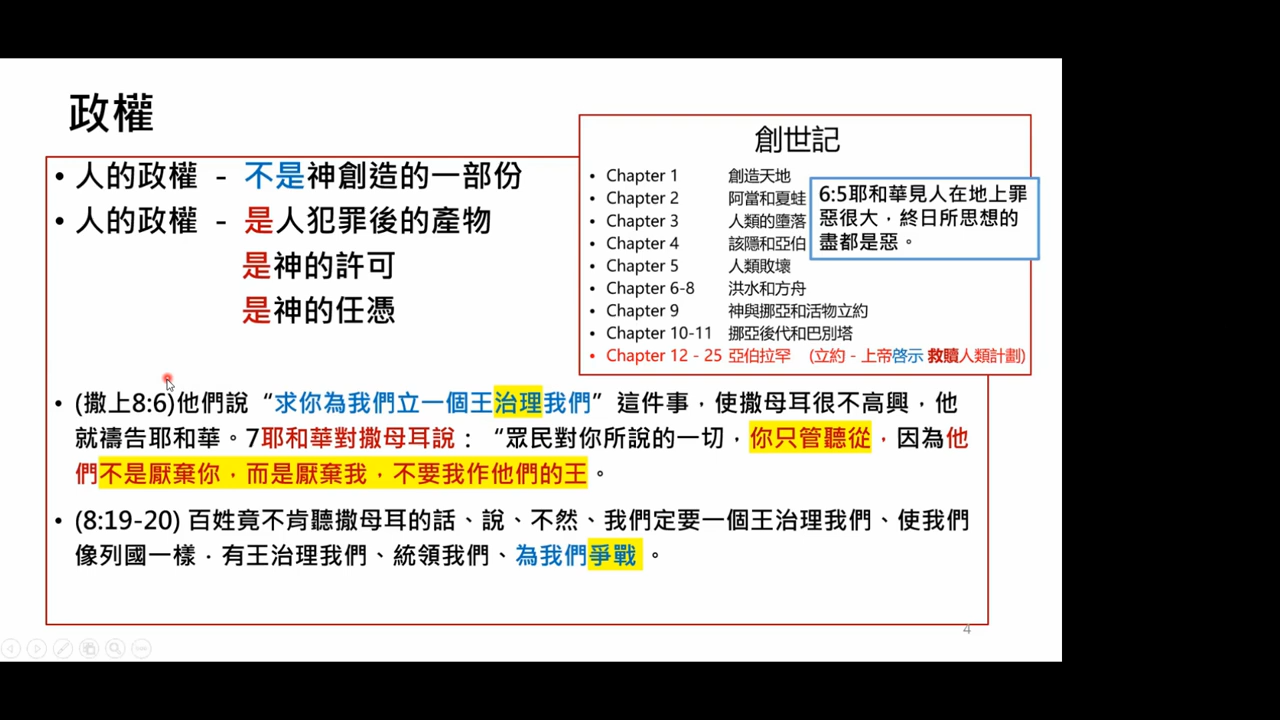 政權
• 人的政權 - 不是神創造的一部份
• 人的政權 - 是人犯罪後的產物
是神的許可
是神的任憑
創世記
• Chapter 1 創造天地
• Chapter 2 阿當和夏蛙
• Chapter 3 人類的墮落
• Chapter 4 該隱和亞伯
• Chapter 5 人類敗壞
• Chapter 6-8 洪水和方舟
• Chapter 9 神與挪亞和活物立約
• Chapter 10-11 挪亞後代和巴別塔
• Chapter 12 - 25 亞伯拉罕 (立約 - 上帝啓示 救贖人類計劃)
6:5耶和華見人在地上罪
惡很大，終日所思想的
盡都是惡。
• (撒上8:6)他們說“求你為我們立一個王治理我們”這件事，使撒母耳很不高興，他
就禱告耶和華。7耶和華對撒母耳說：“眾民對你所說的一切，你只管聽從，因為他
們不是厭棄你，而是厭棄我，不要我作他們的王。
• (8:19-20) 百姓竟不肯聽撒母耳的話、說、不然、我們定要一個王治理我們、使我們
像列國一樣，有王治理我們、統領我們、為我們爭戰。
4